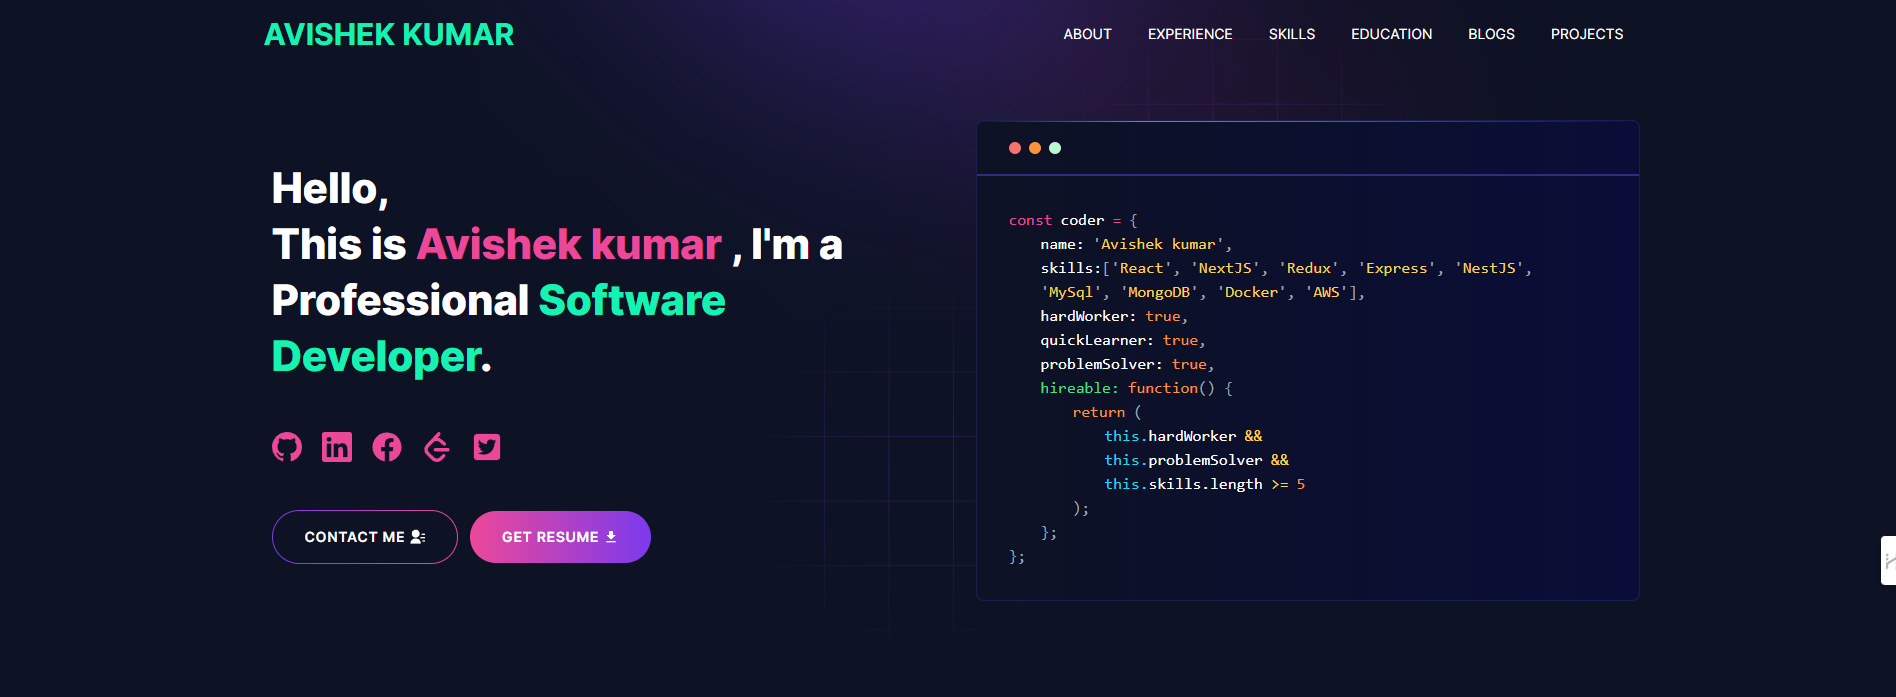 AVISHEK KUMAR
ABOUT EXPERIENCE SKILLS EDUCATION BLOGS PROJECTS
Hello,
This is Avishek kumar , I'm a
Professional Software
Developer.
CONTACT ME
GET RESUME
const coder = {
name: 'Avishek kumar',
skills:['React', 'NextJS', 'Redux', 'Express', 'NestJS',
'MySql', 'MongoDB', 'Docker', 'AWS'],
hardWorker: true,
quickLearner: true,
problemSolver: true,
hireable: function() {
return (
this.hardWorker &&
this.problemSolver &&
this.skills.length >= 5
);
};
};